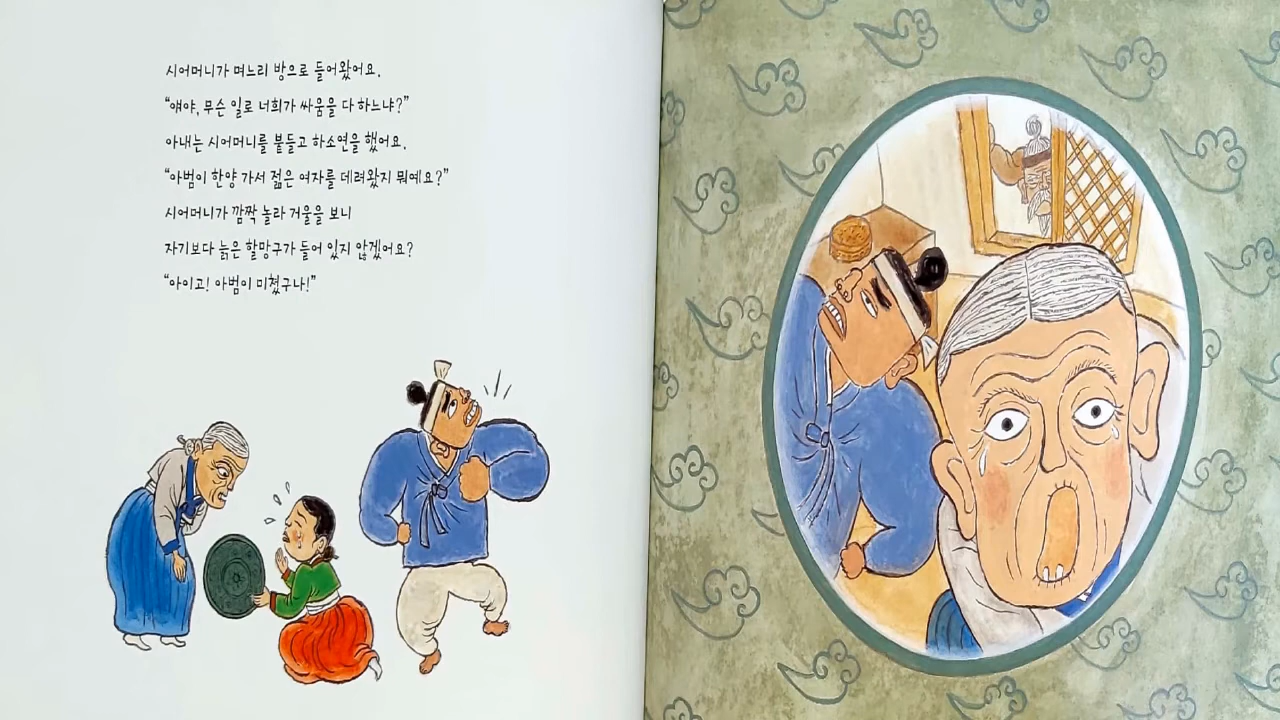 시어머니가 며느리 방으로 들어왔어요.
“얘야, 무슨 일로 너희가 싸움을 다 하느냐?”
아내는 시어머니를 붙들고 하소연을 했어요.
“아범이 한양 가서 젊은 여자를 데려왔지 뭐예요?”
시어머니가 깜짝 놀라 거울을 보니
자기보다 늙은 할망구가 들어 있지 않겠어요?
“아이고! 아범이 미쳤구나!”